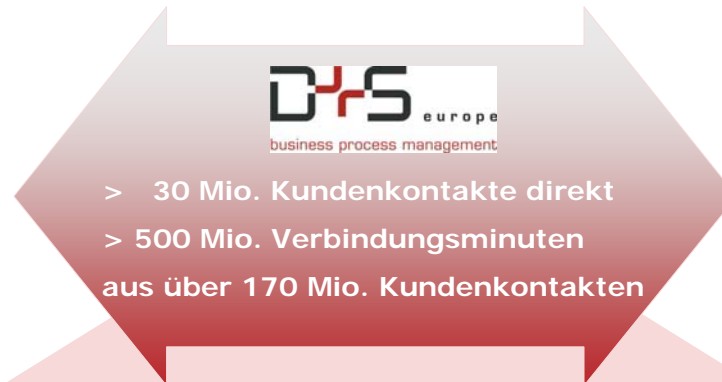 D+S europe
business process management
> 30 Mio. Kundenkontakte direkt
> 500 Mio. Verbindungsminuten
aus über 170 Mio. Kundenkontakten